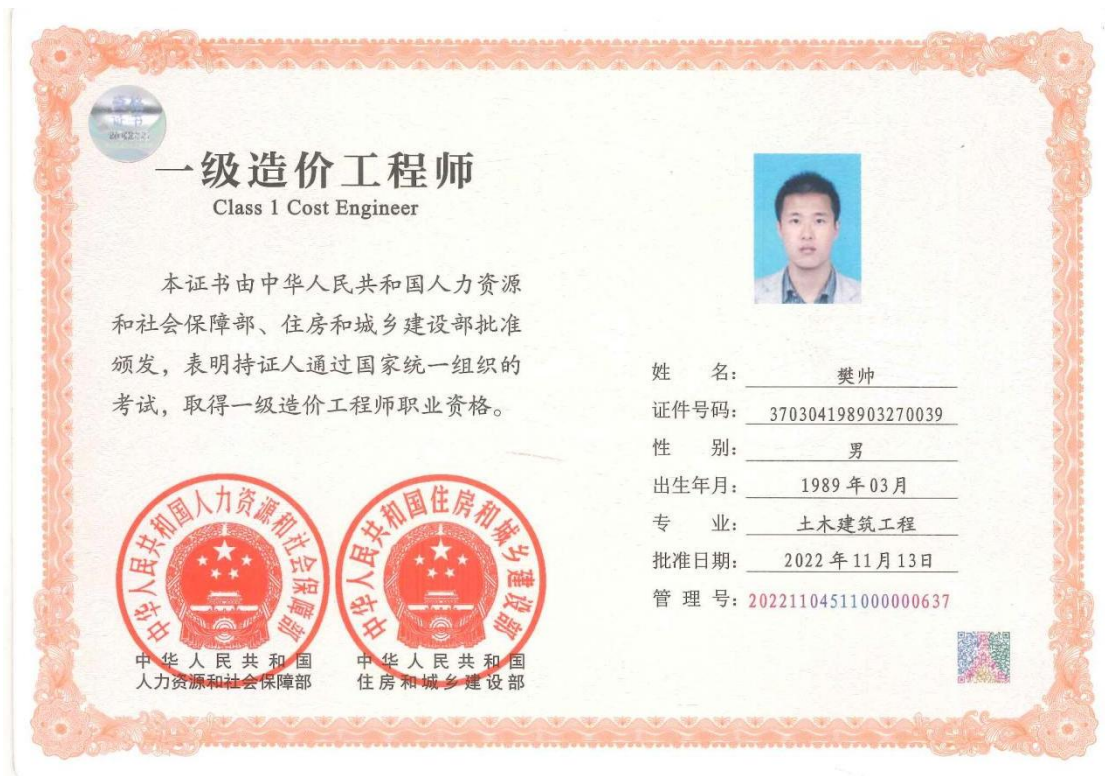 一级造价工程师
Class 1 Cost Engineer
本证书由中华人民共和国人力资源
和社会保障部、住房和城乡建设部批准
颁发，表明持证人通过国家统一组织的
考试，取得一级造价工程师职业资格。
中华人民共和国人力资源和社会保障部
中华人民共和国住房和城乡建设部
中华人民共和国
人力资源和社会保障部
中华人民共和国
住房和城乡建设部
姓 名：樊帅
证件号码：370304198903270039
性 别：男
出生年月：1989年03月
专 业：土木建筑工程
批准日期：2022年11月13日
管 理 号：20221104511000000637